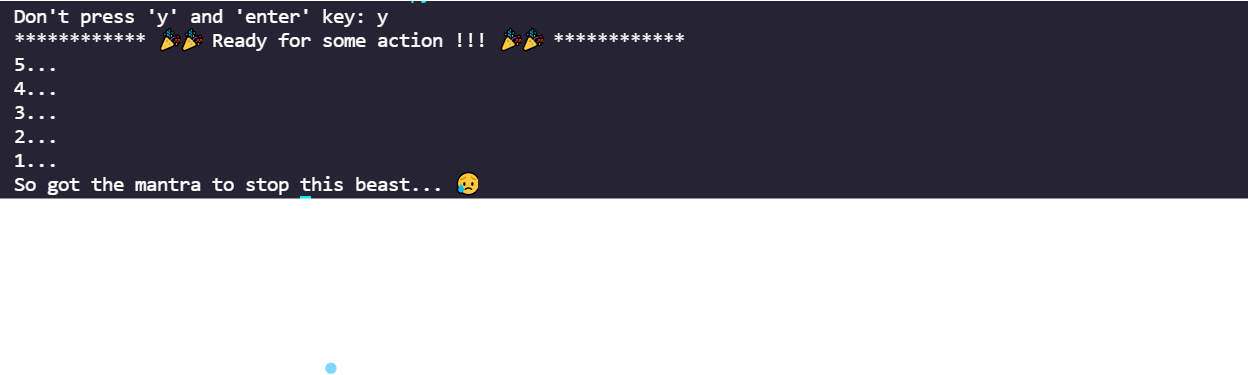 Don't press 'y' and 'enter' key: y
************ 🎉🎉 Ready for some action !!! 🎉🎉 ************
5...
4...
3...
2...
1...
So got the mantra to stop this beast... 😥